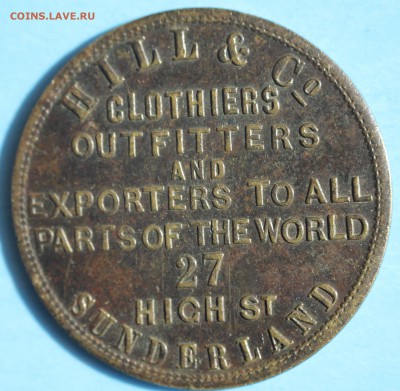 COINS.LAVE.RU
HILL & Co
CLOTHIERS
OUTFITTERS
AND
EXPORTERS TO ALL
PARTS OF THE WORLD
27
HIGH ST
SUNDERLAND